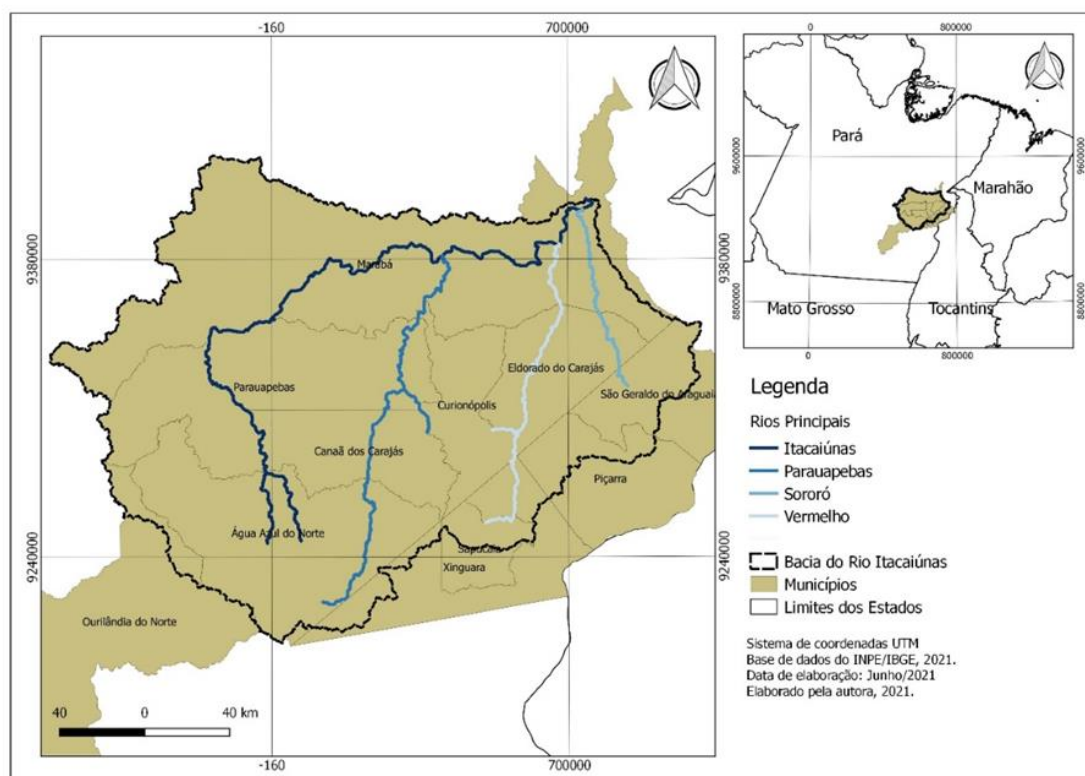 -160
700000
9380000
9380000
9240000
9240000
Marabá
Parauapebas
Eldorado do Carajás
São Geraldo do Araguaia
Curionópolis
Canaã dos Carajás
Piçarra
Água Azul do Norte
Sapucaia
Xinguara
Ourilândia do Norte
40
0
40 km
-160
700000
0
800000
Pará
9600000
9600000
Marahão
8800000
8800000
Mato Grosso
Tocantins
0
800000
Legenda
Rios Principais
Itacaiúnas
Parauapebas
Sororó
Vermelho
Bacia do Rio Itacaiúnas
Municípios
Limites dos Estados
Sistema de coordenadas UTM
Base de dados do INPE/IBGE, 2021.
Data de elaboração: Junho/2021
Elaborado pela autora, 2021.